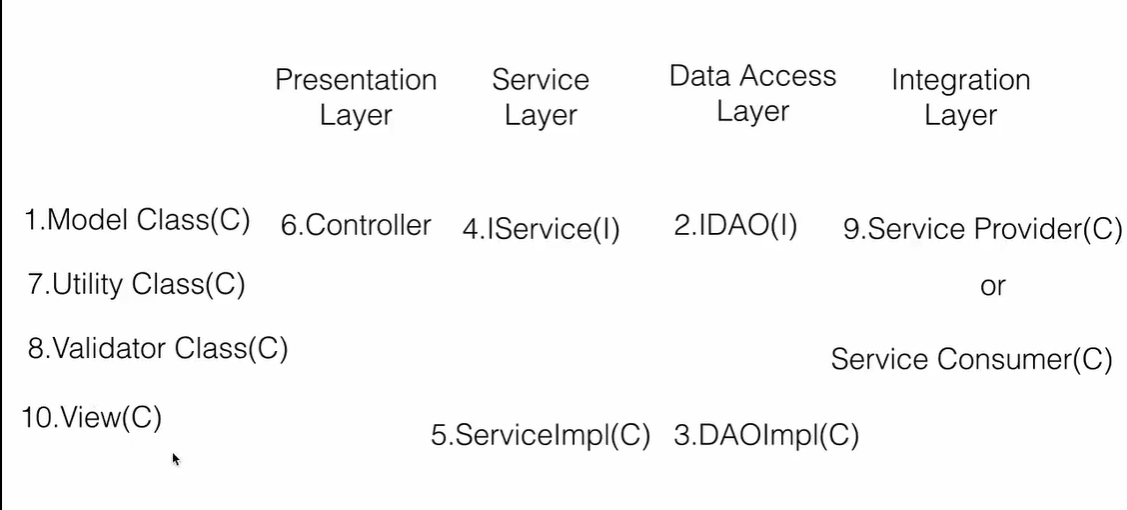 Presentation Layer
Service Layer
Data Access Layer
Integration Layer
1.Model Class(C)
6.Controller
4.IService(I)
2.IDAO(I)
9.Service Provider(C)
7.Utility Class(C)
or
8.Validator Class(C)
Service Consumer(C)
10.View(C)
5.ServiceImpl(C)
3.DAOImpl(C)